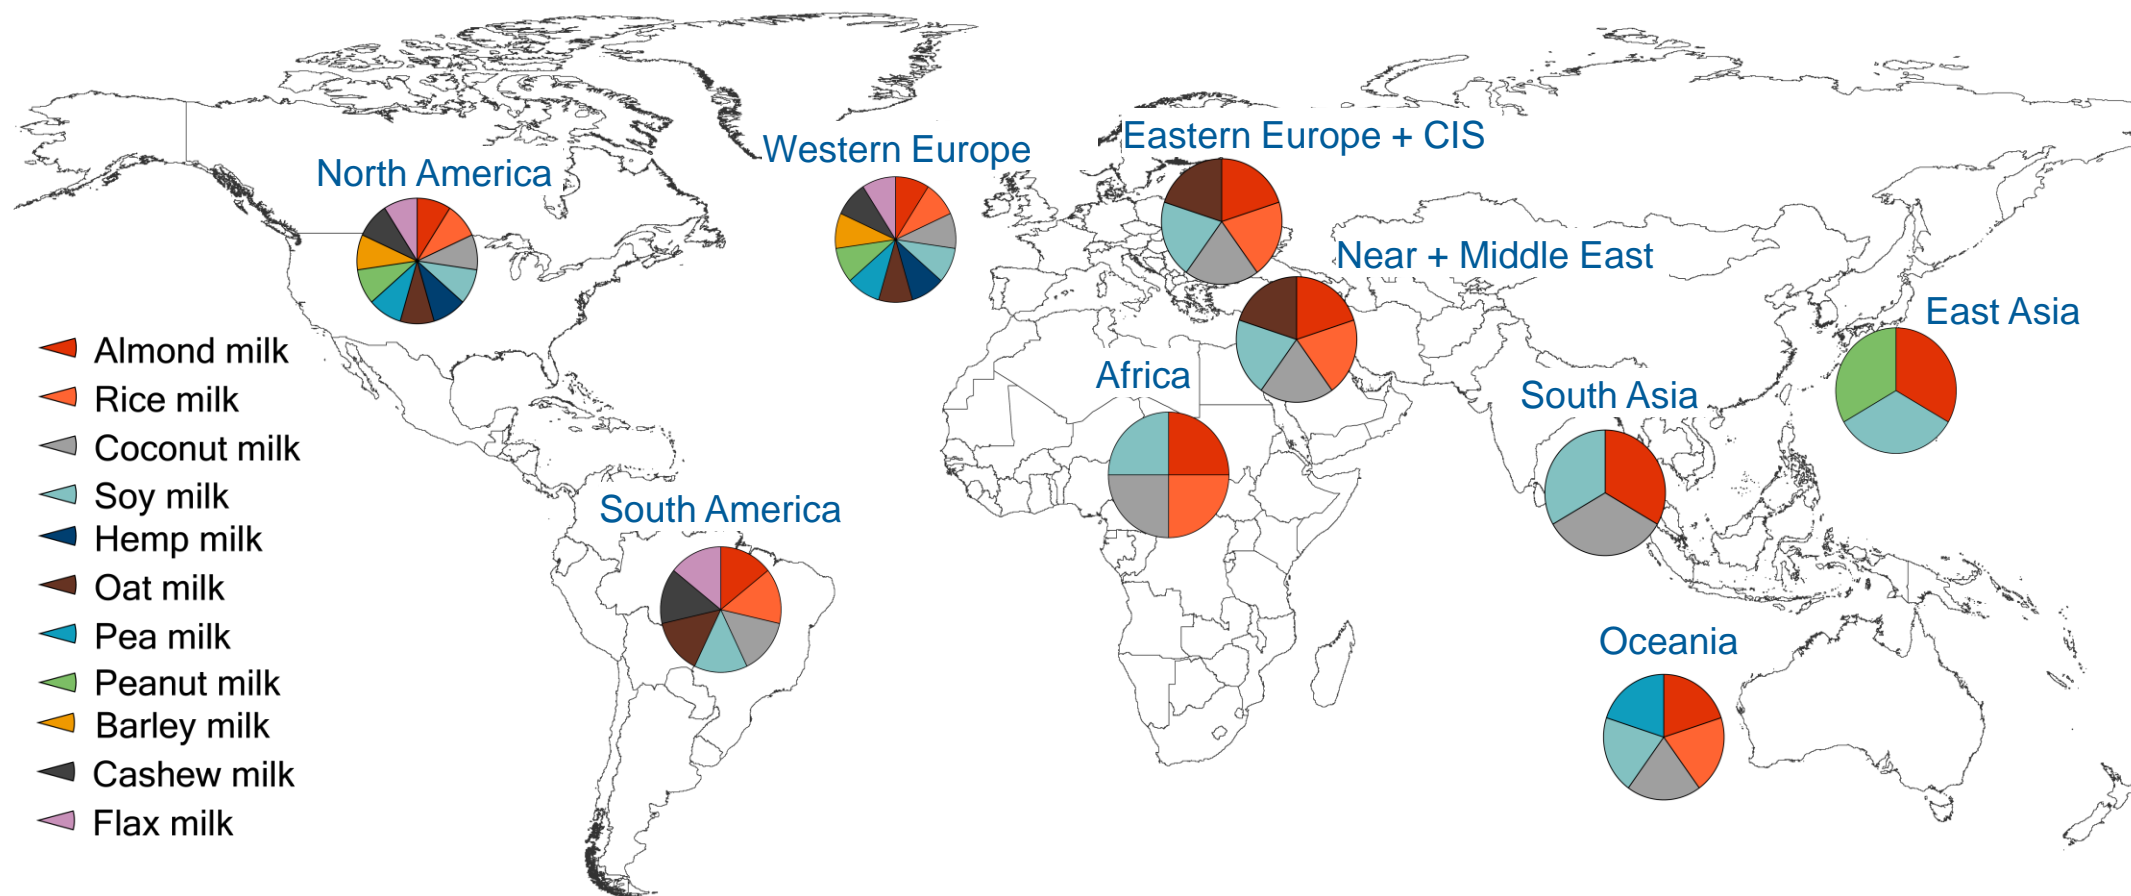 Western Europe
Eastern Europe + CIS
North America
Near + Middle East
East Asia
Africa
South Asia
South America
Oceania
Almond milk
Rice milk
Coconut milk
Soy milk
Hemp milk
Oat milk
Pea milk
Peanut milk
Barley milk
Cashew milk
Flax milk